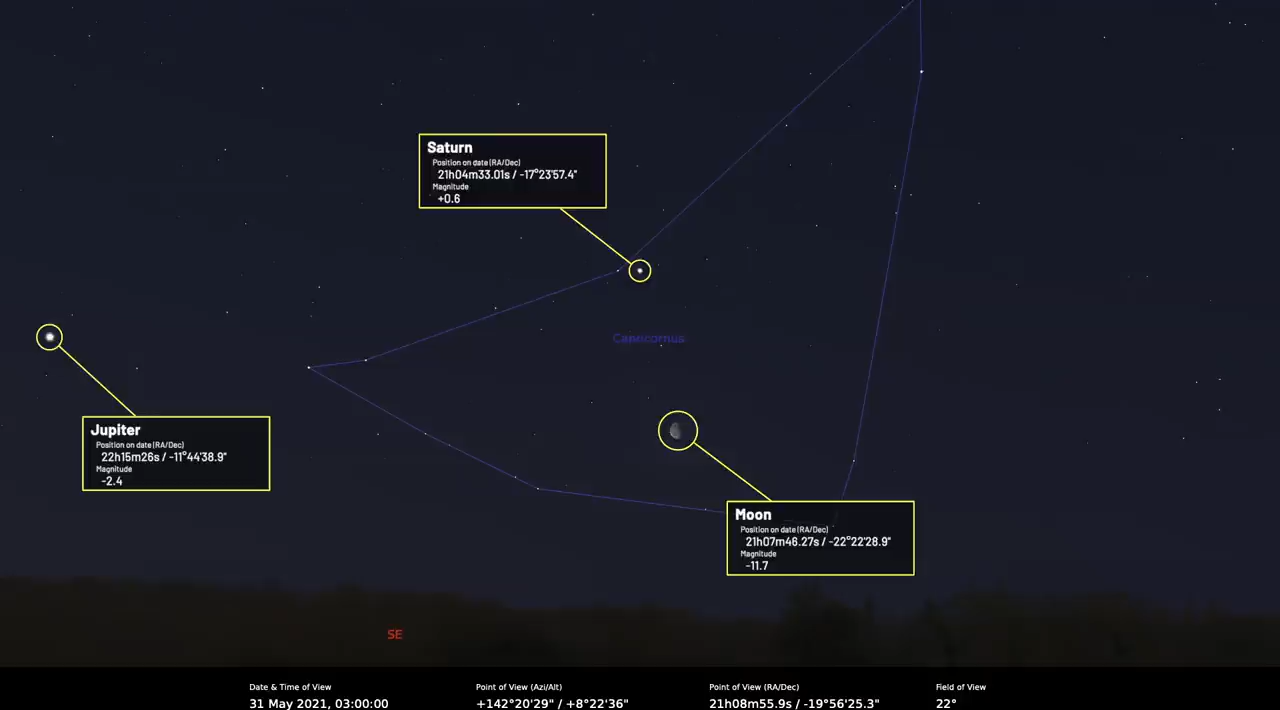 Saturn
Position on date (RA/Dec)
21h04m33.01s / -17°23'57.4"
Magnitude
+0.6
Capricornus
Jupiter
Position on date (RA/Dec)
22h15m26s / -11°44'38.9"
Magnitude
-2.4
Moon
Position on date (RA/Dec)
21h07m46.27s / -22°22'28.9"
Magnitude
-11.7
SE
Date & Time of View
31 May 2021, 03:00:00
Point of View (Azi/Alt)
+142°20'29" / +8°22'36"
Point of View (RA/Dec)
21h08m55.9s / -19°56'25.3"
Field of View
22°